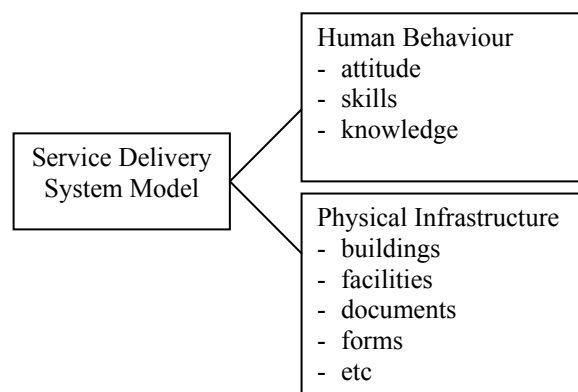 Human Behaviour
- attitude
- skills
- knowledge
Service Delivery
System Model
Physical Infrastructure
- buildings
- facilities
- documents
- forms
- etc